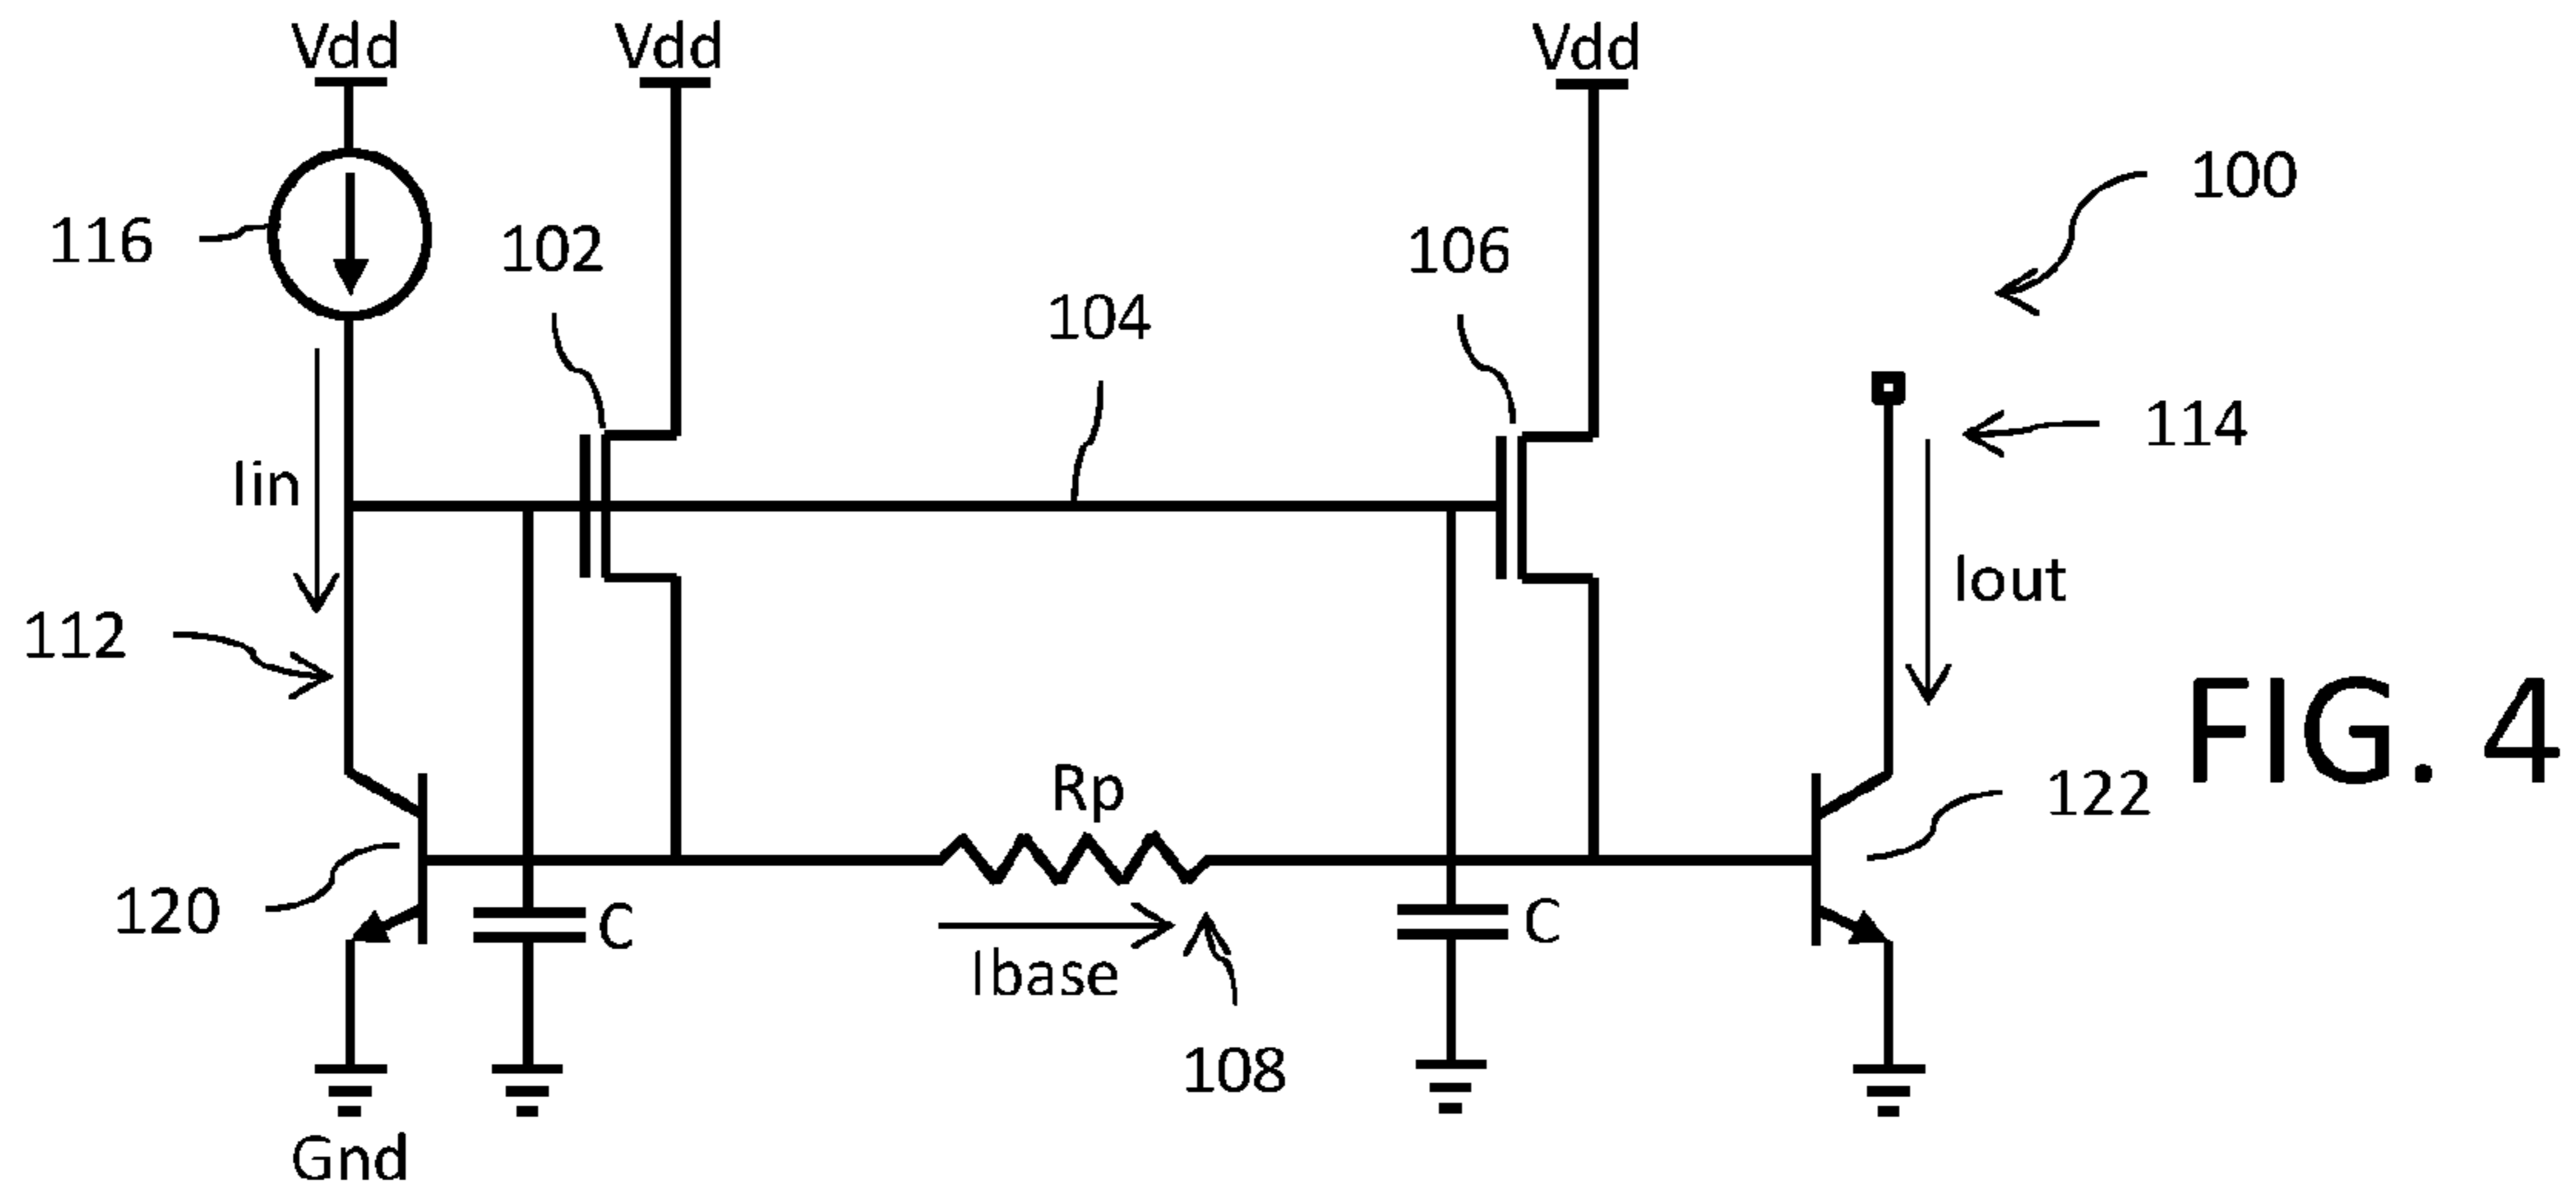 Vdd
Vdd
Vdd
100
116
102
106
104
114
Iin
Iout
112
FIG. 4
Rp
122
120
C
C
Ibase
108
Gnd